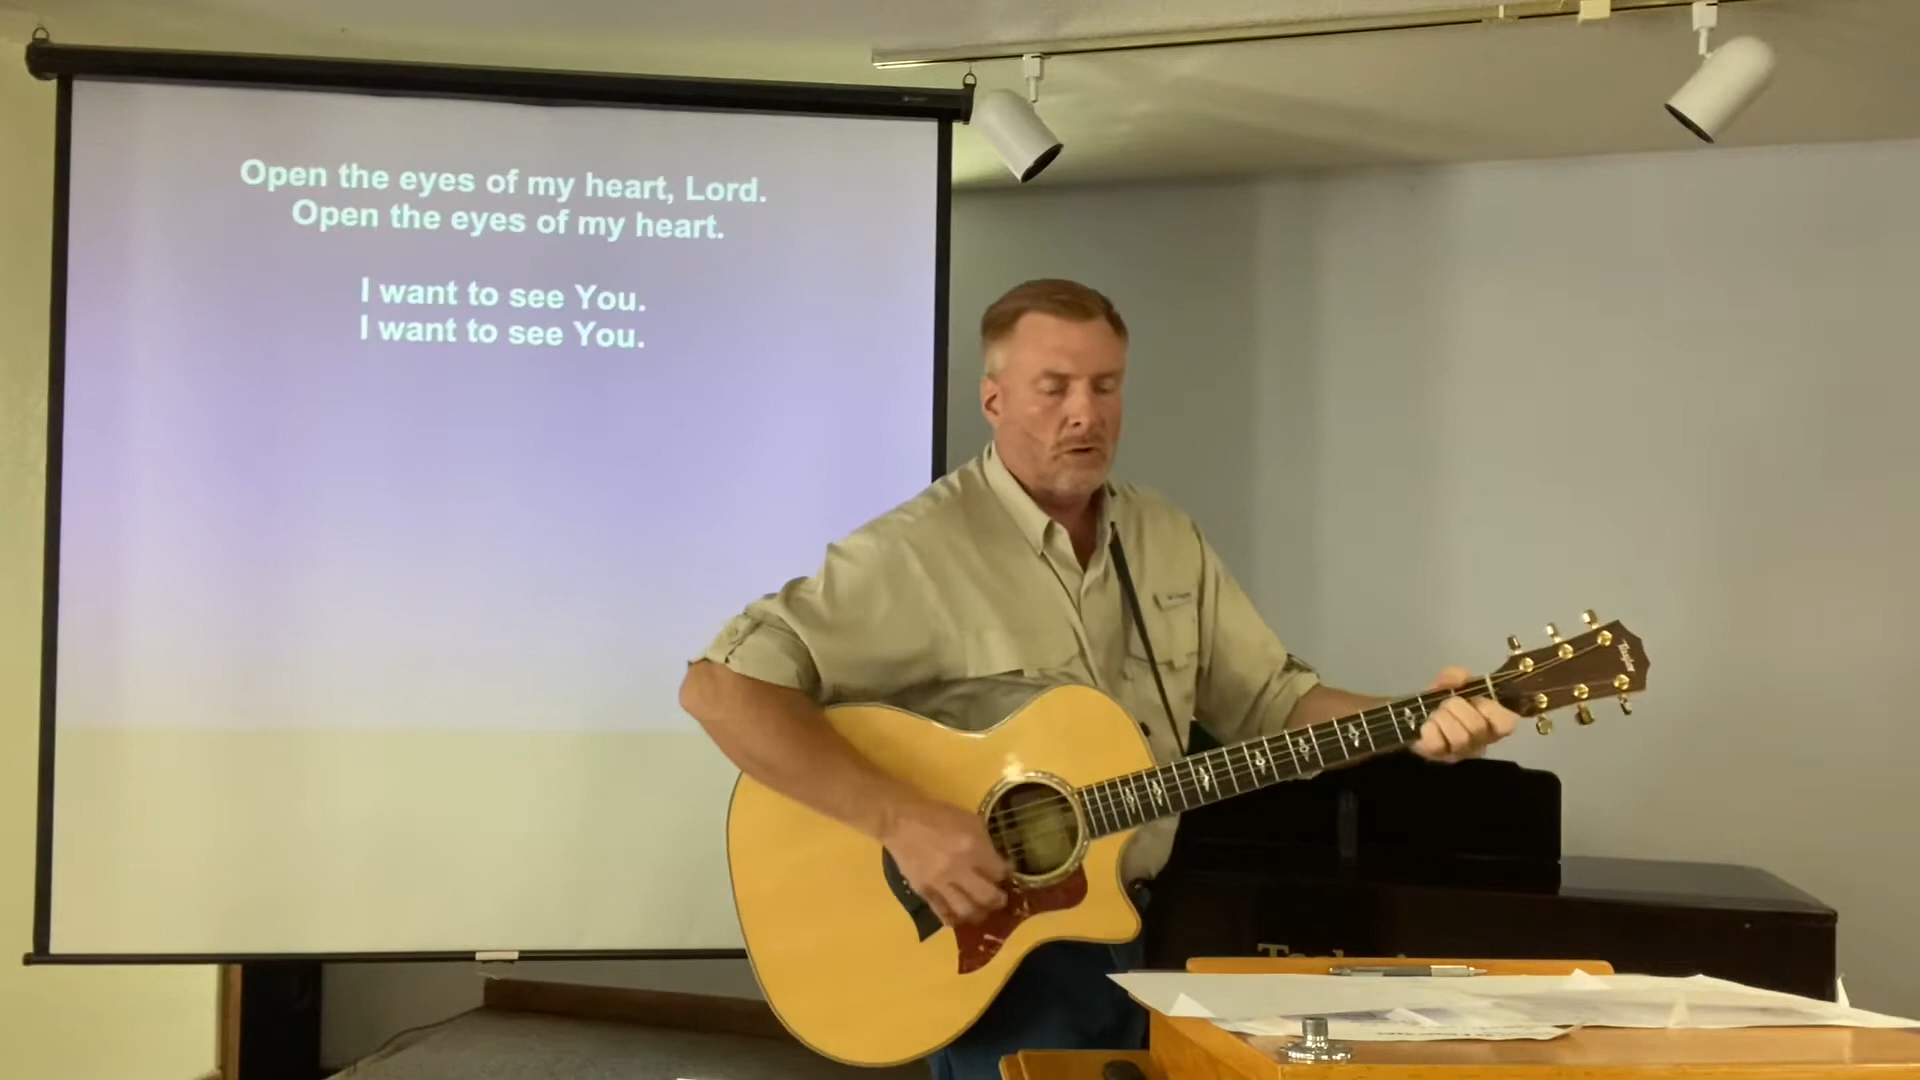 Open the eyes of my heart, Lord.
Open the eyes of my heart.
I want to see You.
I want to see You.
Taylor